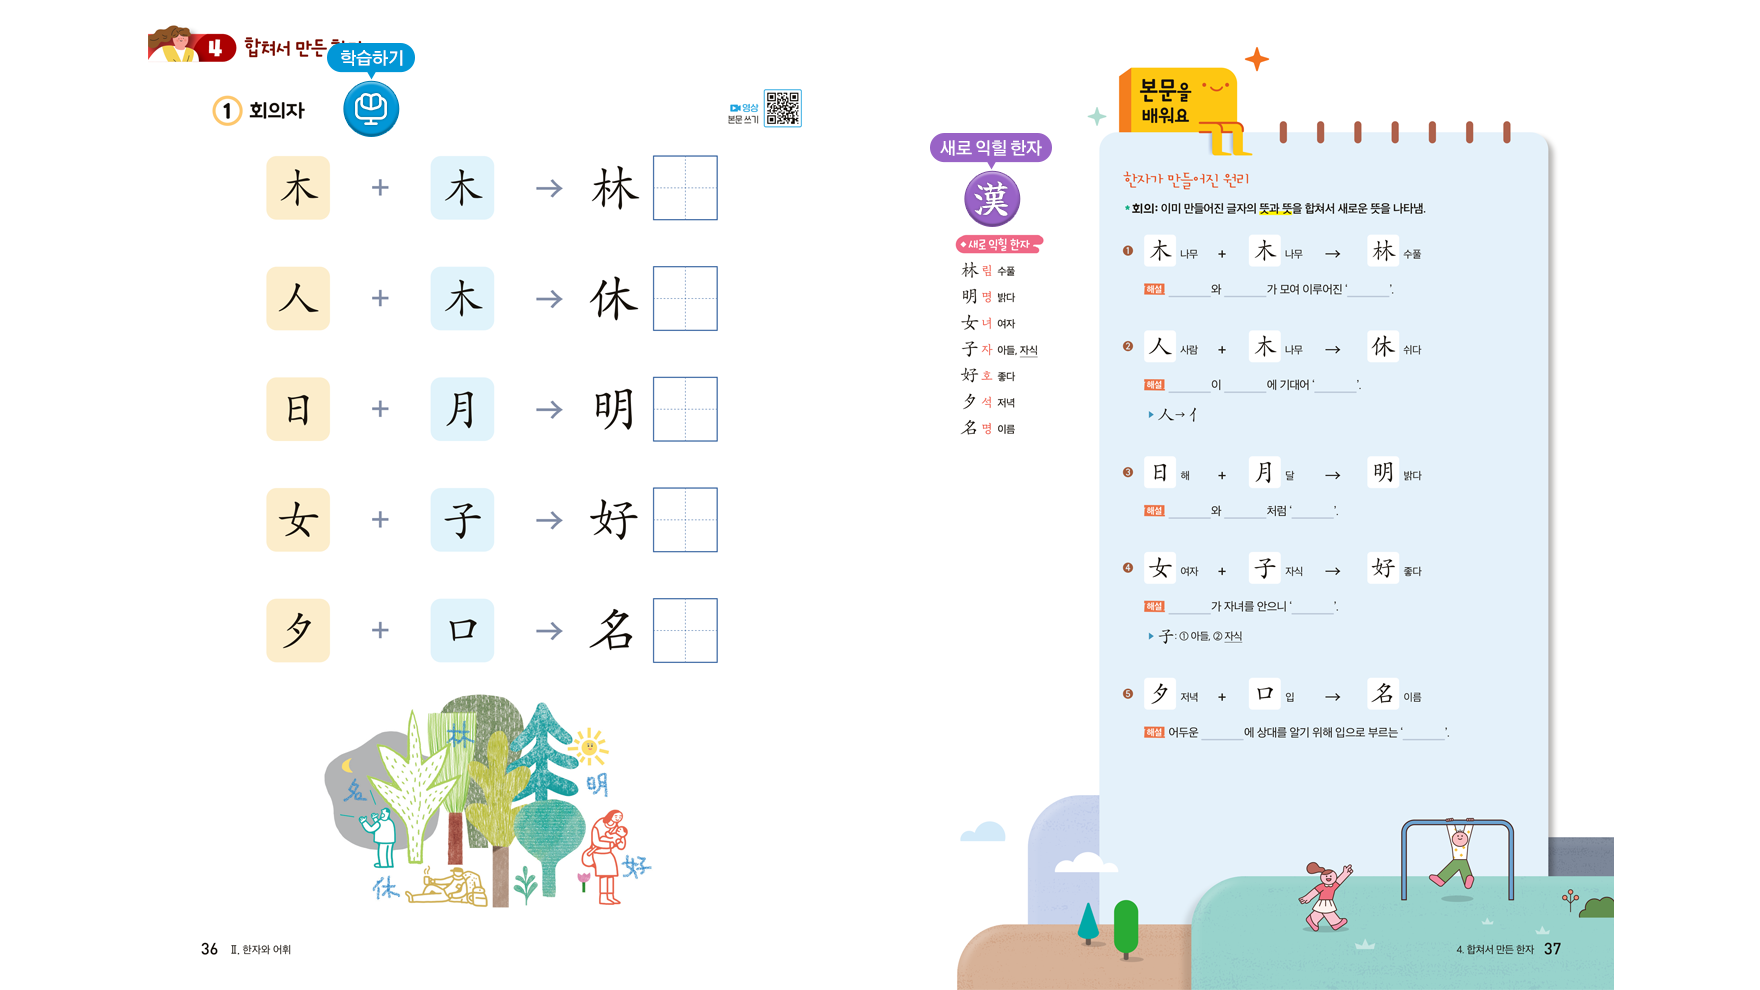 4 합쳐서 만든
학습하기
1 회의자
영상
본문 쓰기
木 + 木 → 林
人 + 木 → 休
日 + 月 → 明
女 + 子 → 好
夕 + 口 → 名
林
明
名
好
休
36 Ⅱ. 한자와 어휘
본문을
배워요
새로 익힐 한자
漢
새로 익힐 한자
林 림 수풀
明 명 밝다
女 녀 여자
子 자 아들, 자식
好 호 좋다
夕 석 저녁
名 명 이름
한자가 만들어진 원리
* 회의: 이미 만들어진 글자의 뜻과 뜻을 합쳐서 새로운 뜻을 나타냄.
1 木 나무 + 木 나무 → 林 수풀
해설 ______와 ______가 모여 이루어진 ‘______’.
2 人 사람 + 木 나무 → 休 쉬다
해설 ______이 ______에 기대어 ‘______’.
▶ 人→亻
3 日 해 + 月 달 → 明 밝다
해설 ______와 ______처럼 ‘______’.
4 女 여자 + 子 자식 → 好 좋다
해설 ______가 자녀를 안으니 ‘______’.
▶ 子: ① 아들, ② 자식
5 夕 저녁 + 口 입 → 名 이름
해설 어두운 ______에 상대를 알기 위해 입으로 부르는 ‘______’.
4. 합쳐서 만든 한자 37